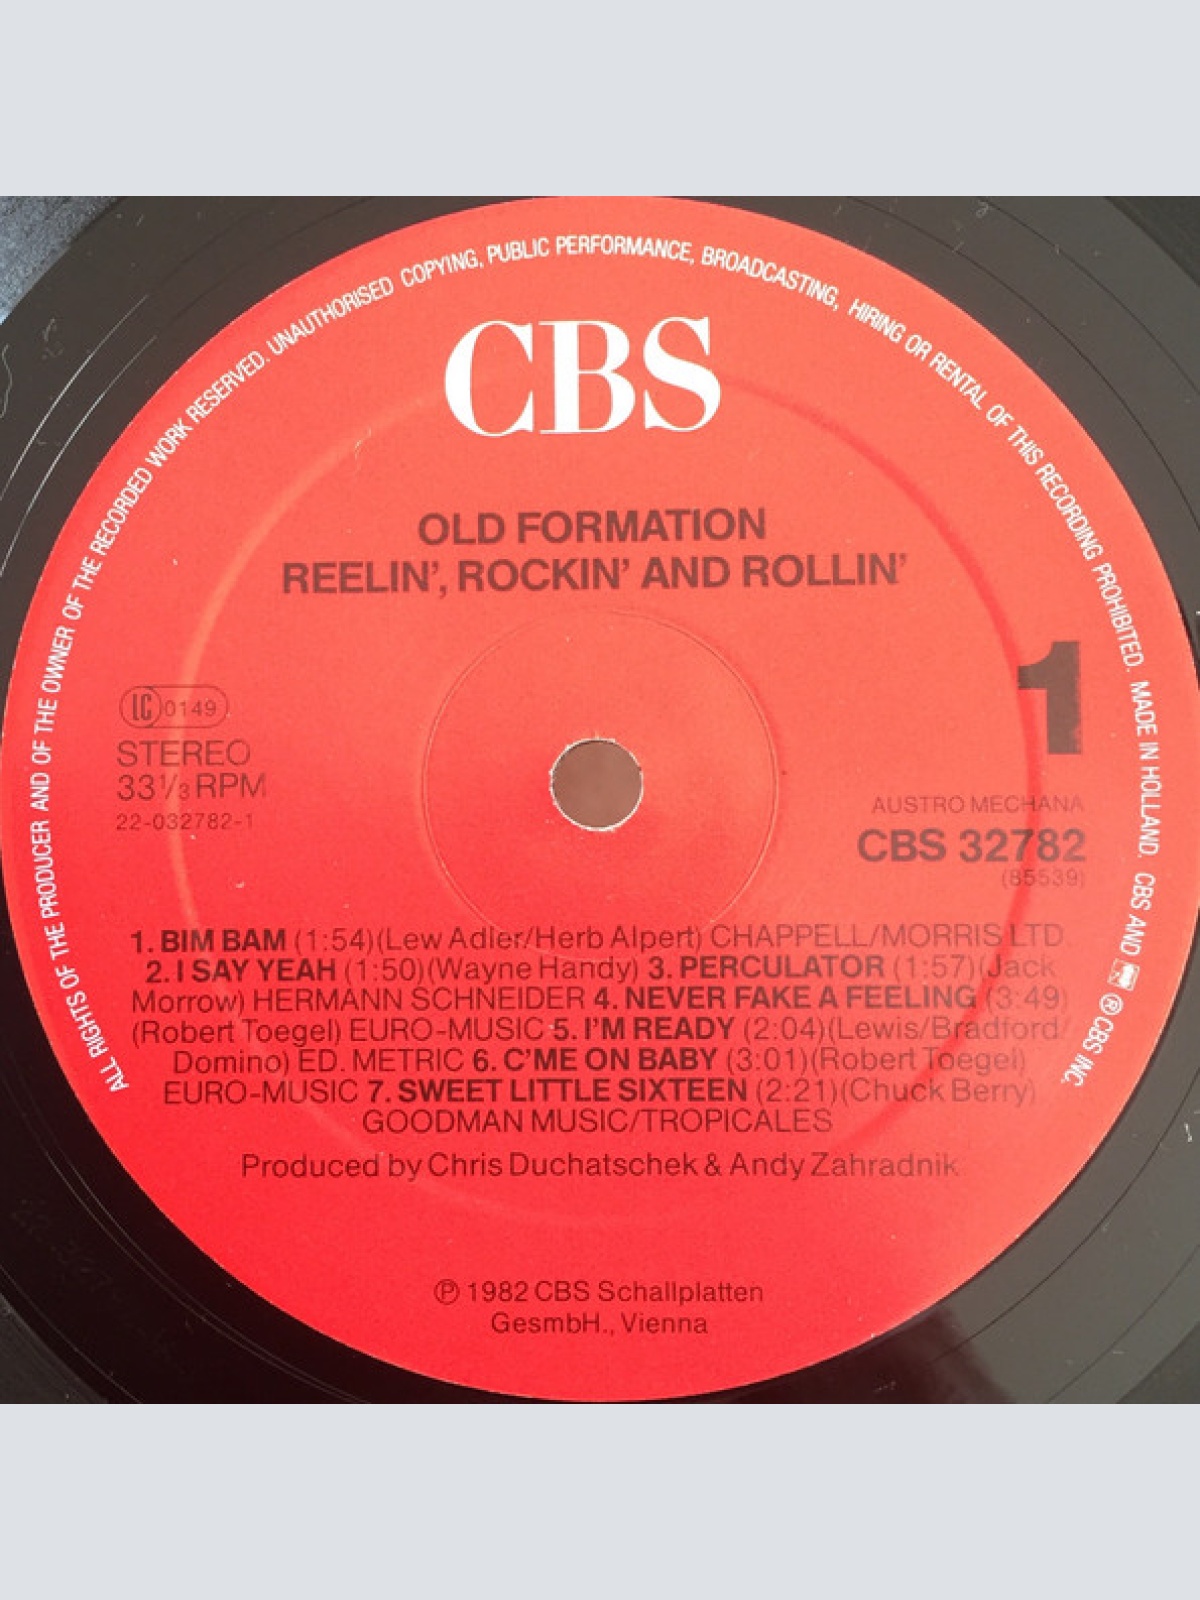 ALL RIGHTS OF THE PRODUCER AND OF THE OWNER OF THE RECORDED WORK RESERVED. UNAUTHORISED COPYING, PUBLIC PERFORMANCE, BROADCASTING, HIRING OR RENTAL OF THIS RECORDING PROHIBITED. MADE IN HOLLAND. CBS AND ® CBS INC.
CBS
OLD FORMATION
REELIN', ROCKIN' AND ROLLIN'
1
LC 0149
STEREO
33 1/3 RPM
22-032782-1
AUSTRO MECHANA
CBS 32782
(85539)
1. BIM BAM (1:54)(Lew Adler/Herb Alpert) CHAPPELL/MORRIS LTD.
2. I SAY YEAH (1:50)(Wayne Handy) 3. PERCULATOR (1:57)(Jack
Morrow) HERMANN SCHNEIDER 4. NEVER FAKE A FEELING (3:49)
(Robert Toegel) EURO-MUSIC 5. I'M READY (2:04)(Lewis/Bradford/
Domino) ED. METRIC 6. C'ME ON BABY (3:01)(Robert Toegel)
EURO-MUSIC 7. SWEET LITTLE SIXTEEN (2:21)(Chuck Berry)
GOODMAN MUSIC/TROPICALES
Produced by Chris Duchatschek & Andy Zahradnik
℗ 1982 CBS Schallplatten
GesmbH., Vienna